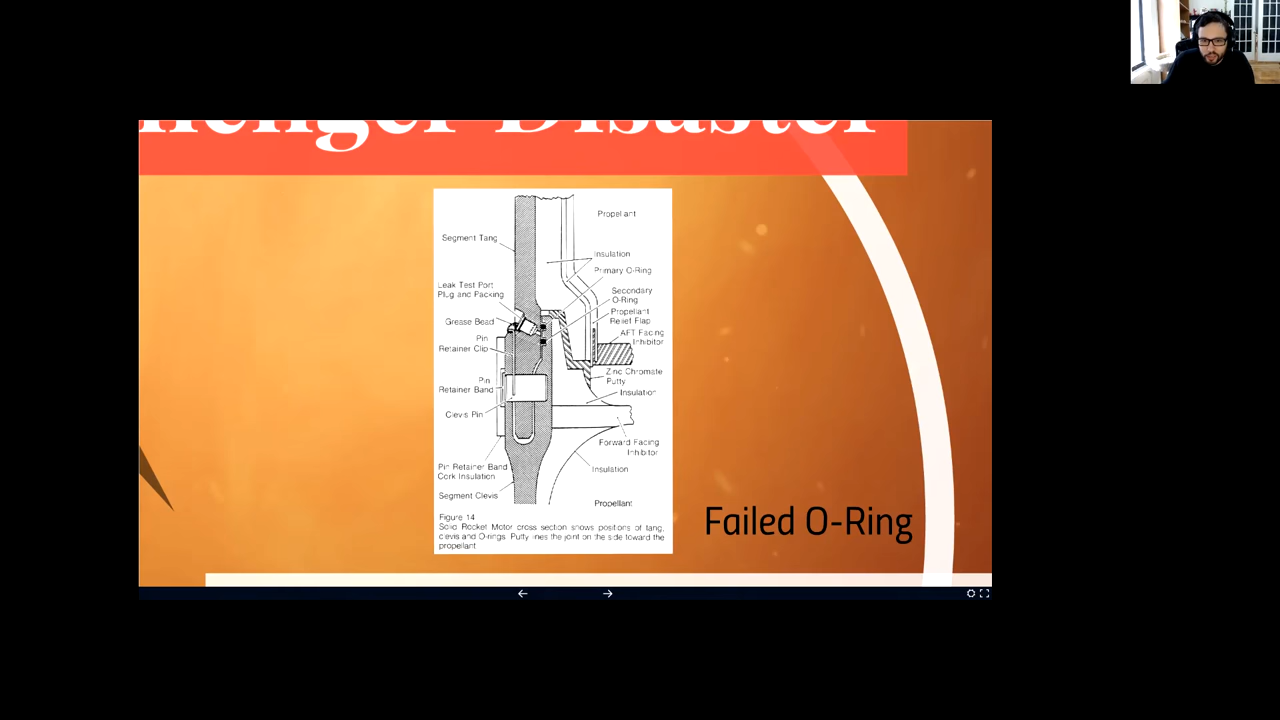 llenger Disaster
Propellant
Segment Tang
Insulation
Primary O-Ring
Leak Test Port
Plug and Packing
Secondary
O-Ring
Propellant
Relief Flap
Grease Bead
AFT Facing
Inhibitor
Pin
Retainer Clip
Zinc Chromate
Putty
Pin
Retainer Band
Insulation
Clevis Pin
Forward Facing
Inhibitor
Pin Retainer Band
Cork Insulation
Insulation
Segment Clevis
Propellant
Figure 14
Solid Rocket Motor cross section shows positions of tang,
clevis and O-rings. Putty lines the joint on the side toward the
propellant
Failed O-Ring